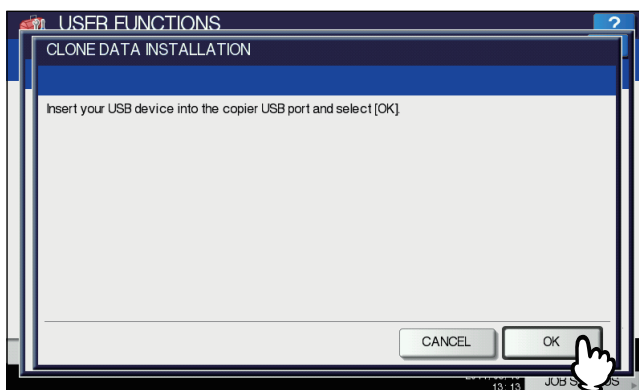 USER FUNCTIONS
?
CLONE DATA INSTALLATION
Insert your USB device into the copier USB port and select [OK].
CANCEL
OK
13:13
JOB